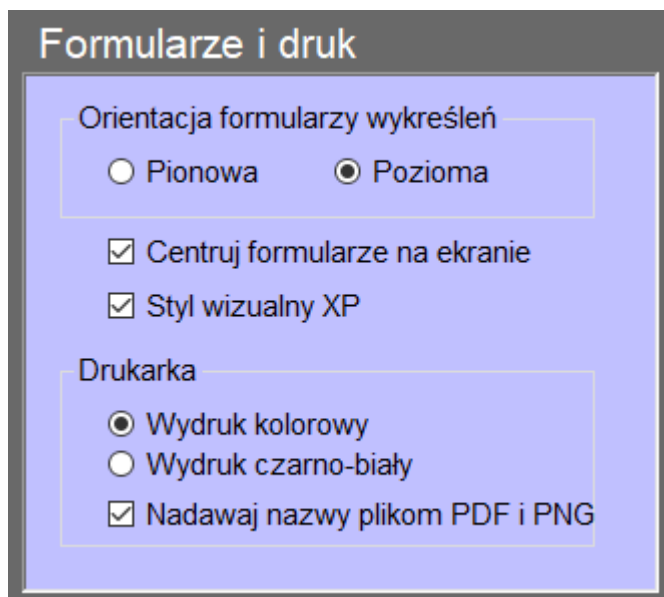 Formularze i druk
Orientacja formularzy wykreśleń
Pionowa Pozioma
Centruj formularze na ekranie
Styl wizualny XP
Drukarka
Wydruk kolorowy
Wydruk czarno-biały
Nadawaj nazwy plikom PDF i PNG